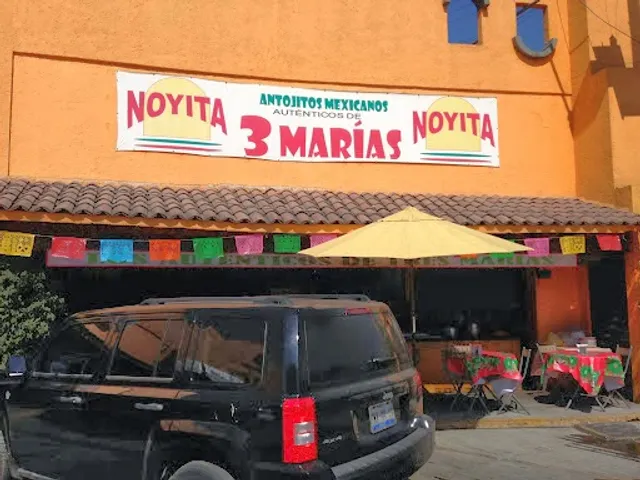 NOYITA
ANTOJITOS MEXICANOS
AUTÉNTICOS DE
3 MARÍAS
NOYITA